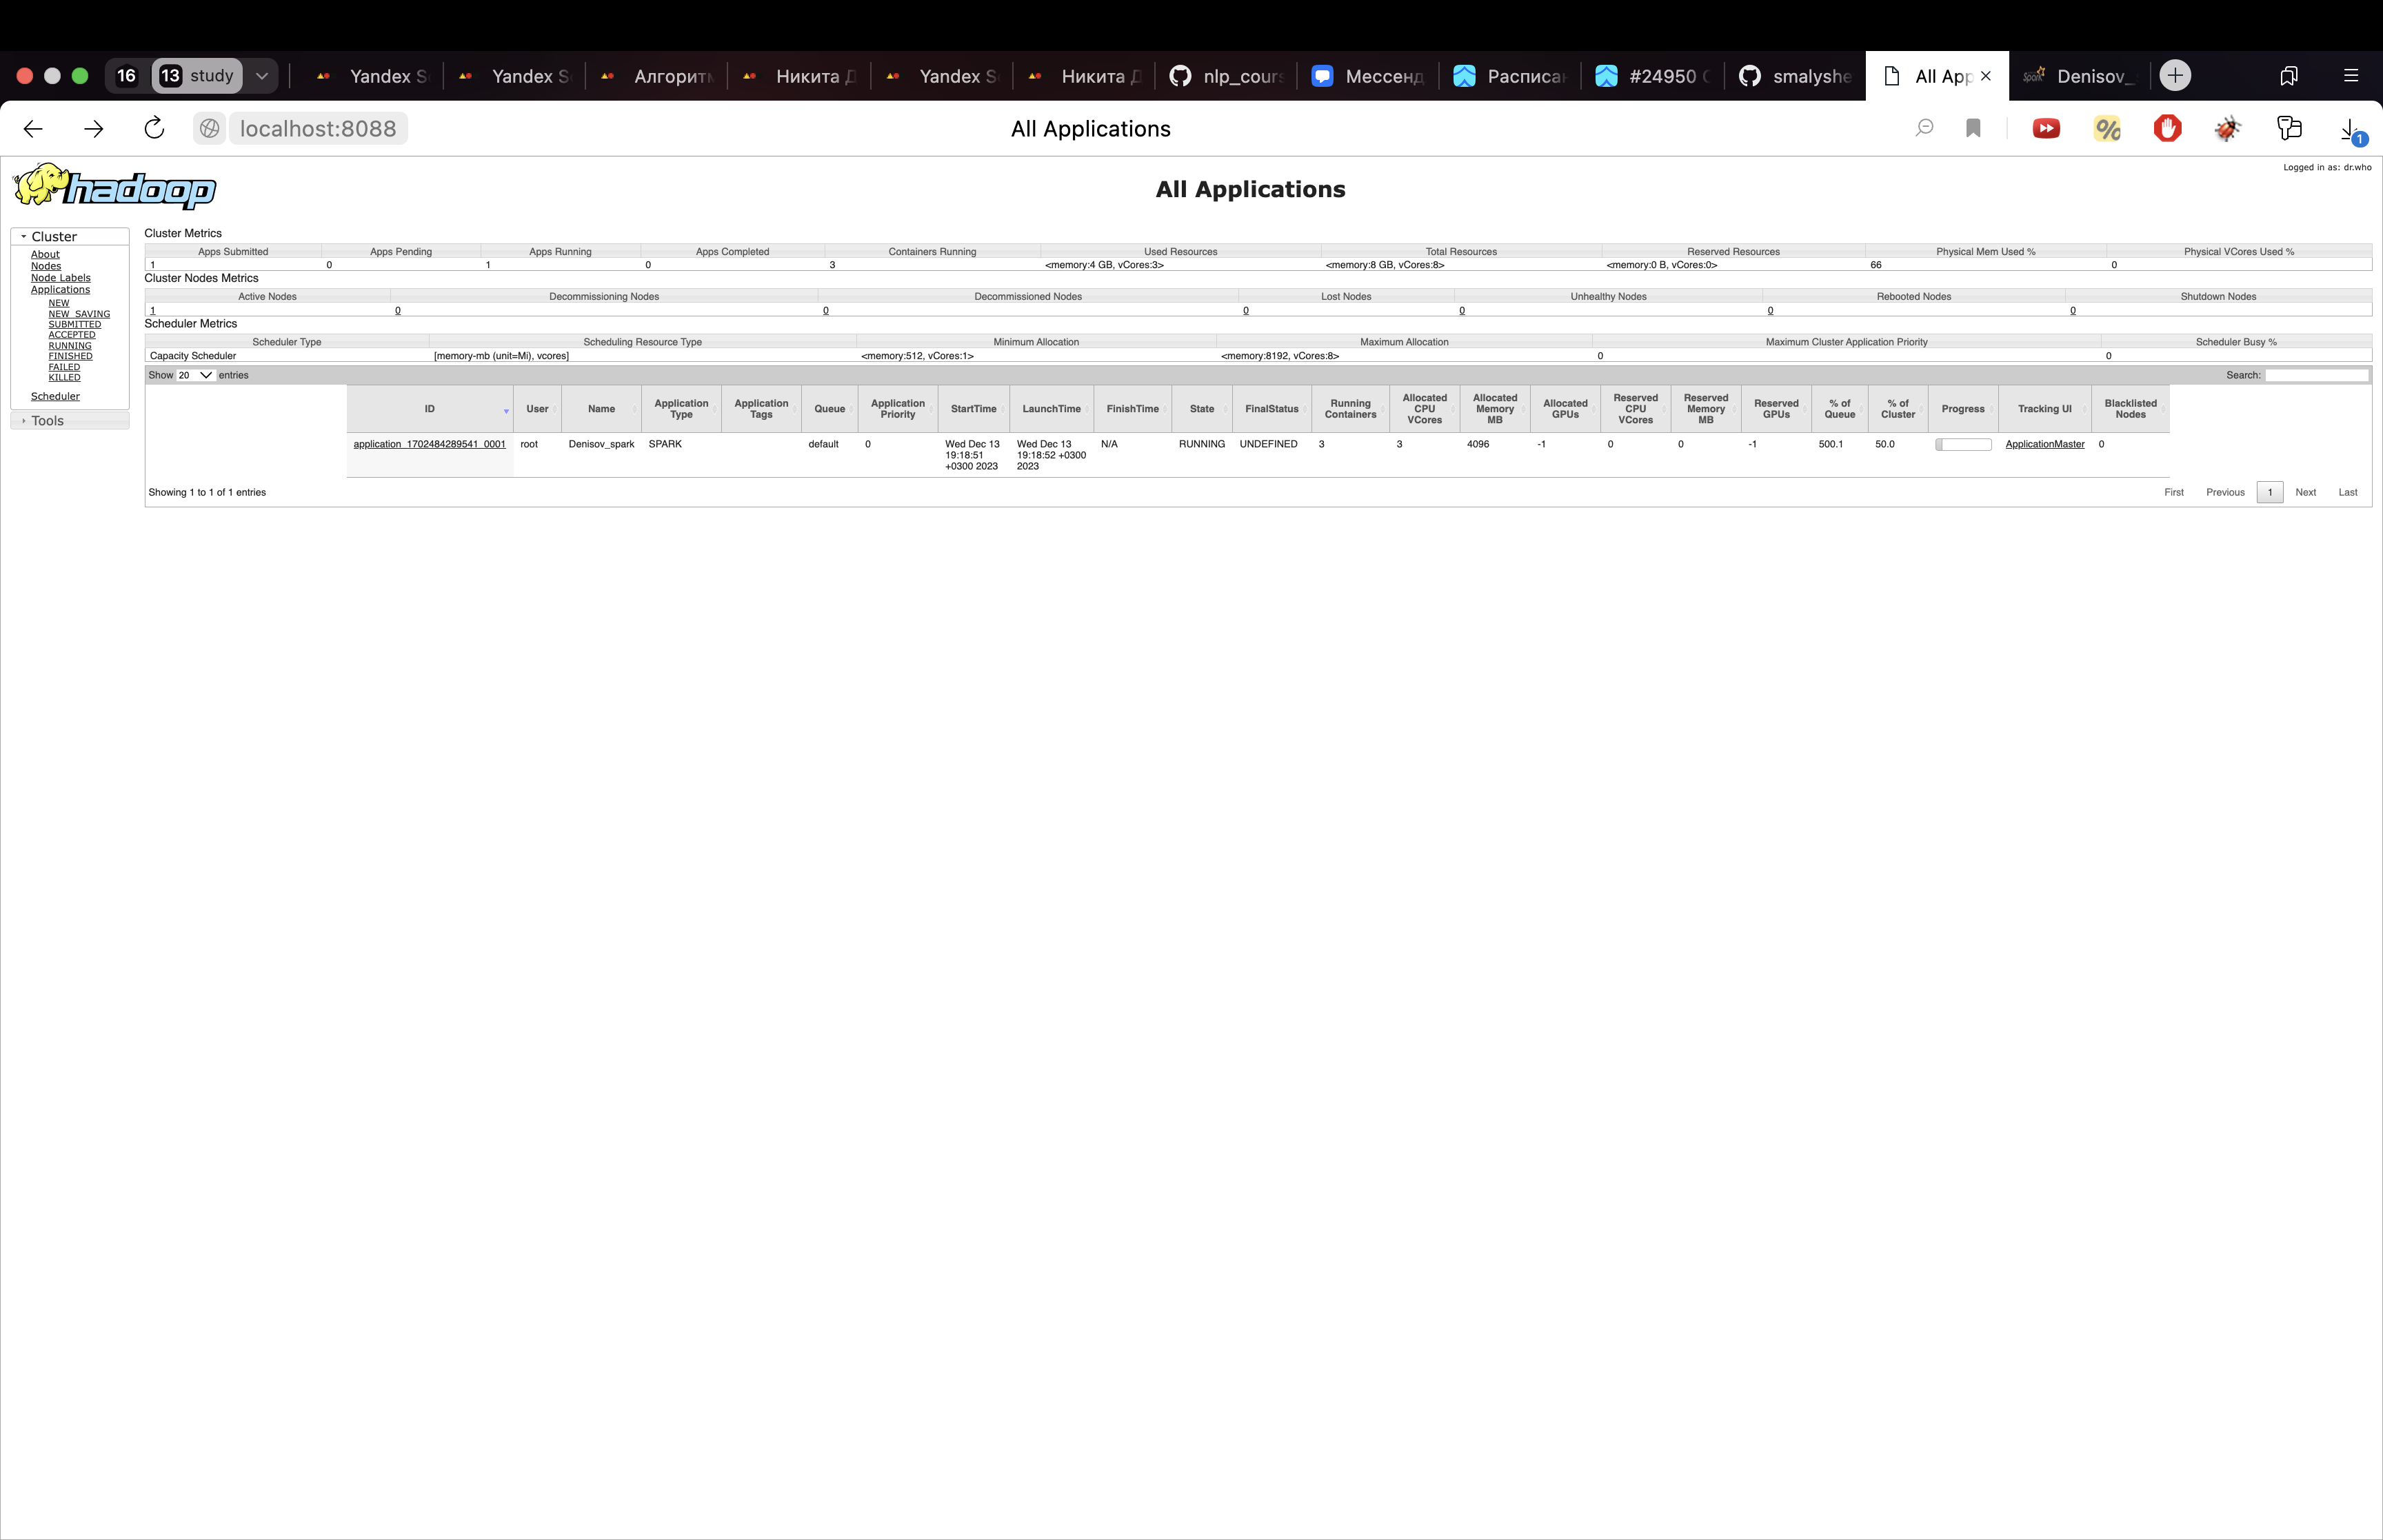 16 13 study Yandex S Yandex S Алгорит Никита Д Yandex S Никита Д nlp_cours Мессенд Расписан #24950 smalyshe All App Denisov_
localhost:8088 All Applications 1
hadoop
Logged in as: dr.who
All Applications
Cluster
About
Nodes
Node Labels
Applications
NEW
NEW_SAVING
SUBMITTED
ACCEPTED
RUNNING
FINISHED
FAILED
KILLED
Scheduler
Tools
Cluster Metrics
Apps Submitted Apps Pending Apps Running Apps Completed Containers Running Used Resources Total Resources Reserved Resources Physical Mem Used % Physical VCores Used %
1 0 1 0 3 <memory:4 GB, vCores:3> <memory:8 GB, vCores:8> <memory:0 B, vCores:0> 66 0
Cluster Nodes Metrics
Active Nodes Decommissioning Nodes Decommissioned Nodes Lost Nodes Unhealthy Nodes Rebooted Nodes Shutdown Nodes
1 0 0 0 0 0 0
Scheduler Metrics
Scheduler Type Scheduling Resource Type Minimum Allocation Maximum Allocation Maximum Cluster Application Priority Scheduler Busy %
Capacity Scheduler [memory-mb (unit=Mi), vcores] <memory:512, vCores:1> <memory:8192, vCores:8> 0 0
Show 20 entries Search:
ID User Name Application Type Application Tags Queue Application Priority StartTime LaunchTime FinishTime State FinalStatus Running Containers Allocated CPU VCores Allocated Memory MB Allocated GPUs Reserved CPU VCores Reserved Memory MB Reserved GPUs % of Queue % of Cluster Progress Tracking UI Blacklisted Nodes
application_1702484289541_0001 root Denisov_spark SPARK default 0 Wed Dec 13 19:18:51 +0300 2023 Wed Dec 13 19:18:52 +0300 2023 N/A RUNNING UNDEFINED 3 3 4096 -1 0 0 -1 500.1 50.0 ApplicationMaster 0
Showing 1 to 1 of 1 entries First Previous 1 Next Last